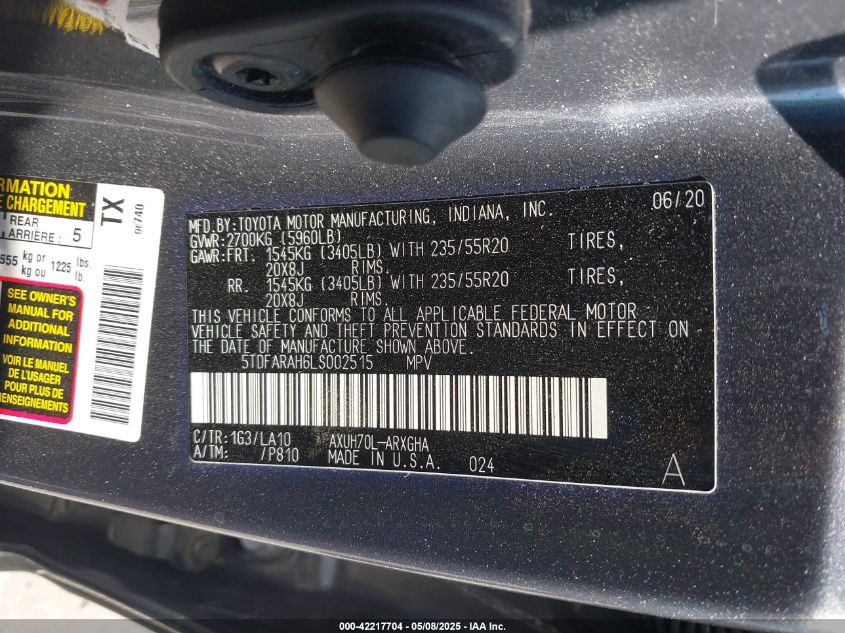 RMATION
E CHARGEMENT
REAR
ARRIÈRE : 5
555 kg or 1225 lbs.
kg ou lb.
SEE OWNER'S
MANUAL FOR
ADDITIONAL
INFORMATION
VOIR LE MANUEL
DE L'USAGER
POUR PLUS
RENSEIGNEMENTS
TX
0E740
MFD.BY:TOYOTA MOTOR MANUFACTURING, INDIANA, INC. 06/20
GVWR:2700KG (5960LB)
GAWR:FRT. 1545KG (3405LB) WITH 235/55R20 TIRES,
20X8J RIMS.
RR. 1545KG (3405LB) WITH 235/55R20 TIRES,
20X8J RIMS.
THIS VEHICLE CONFORMS TO ALL APPLICABLE FEDERAL MOTOR
VEHICLE SAFETY AND THEFT PREVENTION STANDARDS IN EFFECT ON
THE DATE OF MANUFACTURE SHOWN ABOVE.
5TDFARAH6LS002515 MPV
C/TR:1G3/LA10 AXUH70L-ARXGHA
A/TM: /P810 MADE IN U.S.A. 024 A
000-42217704 - 05/08/2025 - IAA Inc.